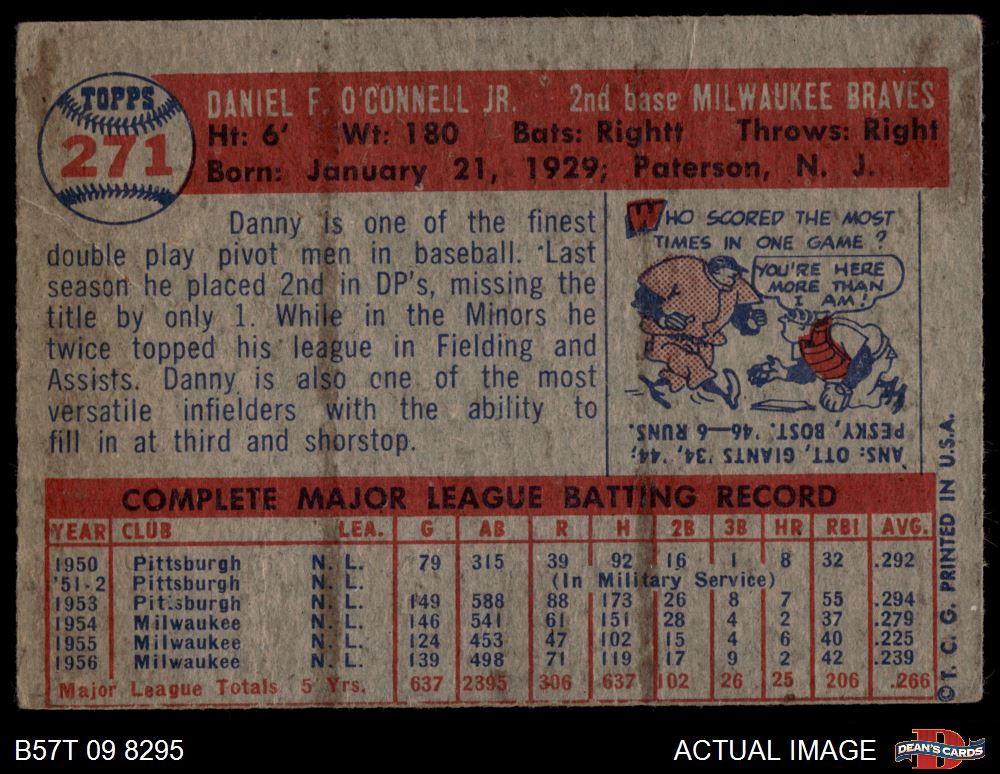 TOPPS
271
DANIEL F. O'CONNELL JR. 2nd base MILWAUKEE BRAVES
Ht: 6' Wt: 180 Bats: Rightt Throws: Right
Born: January 21, 1929; Paterson, N. J.
Danny is one of the finest
double play pivot men in baseball. Last
season he placed 2nd in DP's, missing the
title by only 1. While in the Minors he
twice topped his league in Fielding and
Assists. Danny is also one of the most
versatile infielders with the ability to
fill in at third and shorstop.
WHO SCORED THE MOST
TIMES IN ONE GAME?
YOU'RE HERE
MORE THAN
I AM!
ANS: OTT, GIANTS '34, '44;
PESKY, BOST. '46—6 RUNS.
COMPLETE MAJOR LEAGUE BATTING RECORD
YEAR CLUB LEA. G AB R H 2B 3B HR RBI AVG.
1950 Pittsburgh N. L. 79 315 39 92 16 1 8 32 .292
'51-2 Pittsburgh N. L. (In Military Service)
1953 Pittsburgh N. L. 149 588 88 173 26 8 7 55 .294
1954 Milwaukee N. L. 146 541 61 151 28 4 2 37 .279
1955 Milwaukee N. L. 124 453 47 102 15 4 6 40 .225
1956 Milwaukee N. L. 139 498 71 119 17 9 2 42 .239
Major League Totals 5 Yrs. 637 2395 306 637 102 26 25 206 .266
© T. C. G. PRINTED IN U.S.A.
B57T 09 8295
ACTUAL IMAGE
DEAN'S CARDS